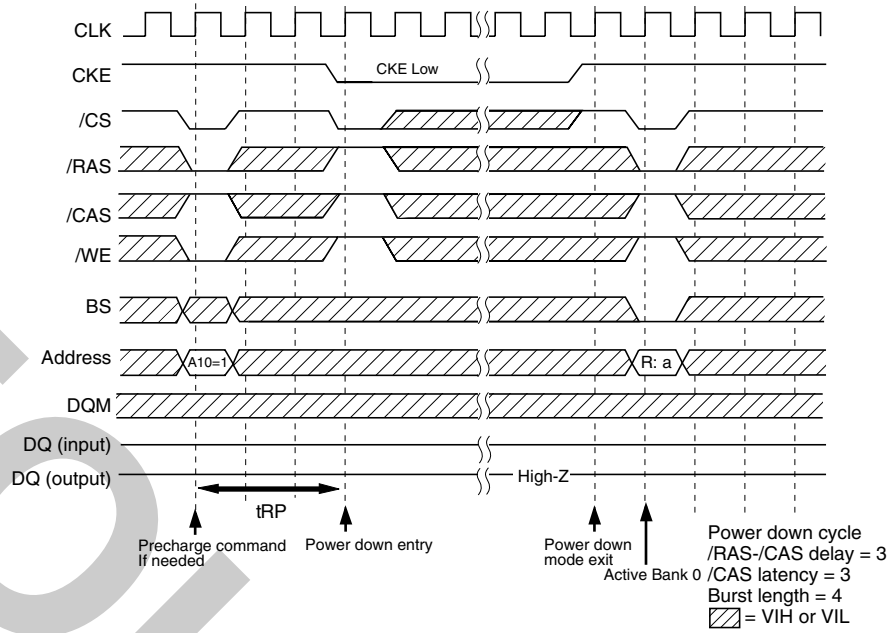 CLK
CKE
CKE Low
/CS
/RAS
/CAS
/WE
BS
Address
A10=1
R: a
DQM
DQ (input)
DQ (output)
High-Z
tRP
Precharge command
If needed
Power down entry
Power down
mode exit
Active Bank 0
Power down cycle
/RAS-/CAS delay = 3
/CAS latency = 3
Burst length = 4
= VIH or VIL